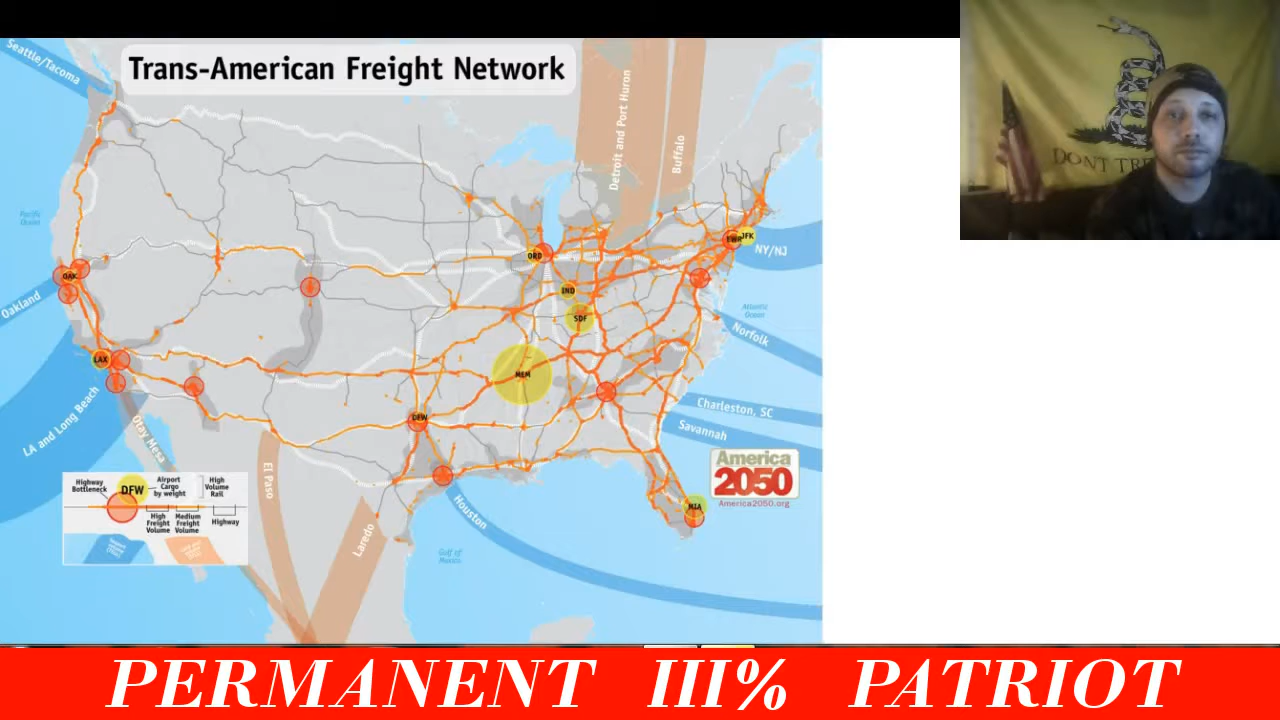 Trans-American Freight Network
Seattle/Tacoma
Detroit and Port Huron
Buffalo
DONT TRE
Pacific
Ocean
ORD
EWR
JFK
NY/NJ
OAK
Oakland
IND
SDF
Atlantic
Ocean
Norfolk
LAX
MEM
LA and Long Beach
Otay Mesa
DFW
Charleston, SC
Savannah
El Paso
Laredo
Houston
Gulf of
Mexico
MIA
America
2050
America2050.org
Highway
Bottleneck
DFW
Airport
Cargo
by weight
High
Volume
Rail
High
Freight
Volume
Medium
Freight
Volume
Highway
PERMANENT III% PATRIOT